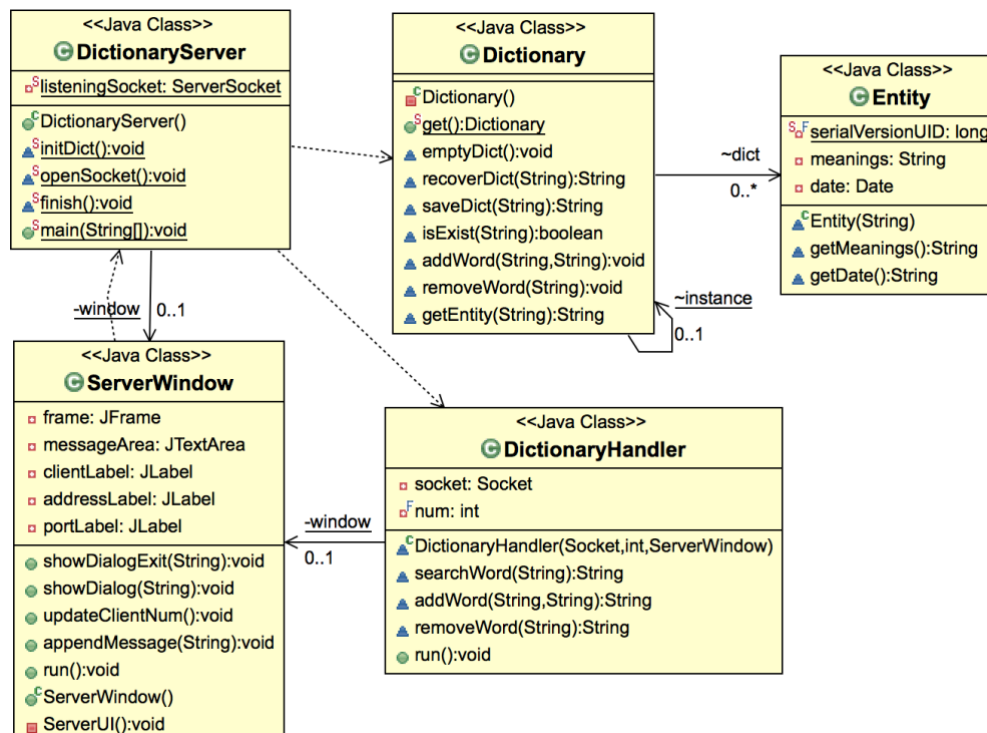 <<Java Class>>
DictionaryServer
listeningSocket: ServerSocket
DictionaryServer()
initDict():void
openSocket():void
finish():void
main(String[]):void
<<Java Class>>
Dictionary
Dictionary()
get():Dictionary
emptyDict():void
recoverDict(String):String
saveDict(String):String
isExist(String):boolean
addWord(String,String):void
removeWord(String):void
getEntity(String):String
<<Java Class>>
Entity
serialVersionUID: long
meanings: String
date: Date
Entity(String)
getMeanings():String
getDate():String
~dict
0..*
~instance
0..1
-window
0..1
<<Java Class>>
ServerWindow
frame: JFrame
messageArea: JTextArea
clientLabel: JLabel
addressLabel: JLabel
portLabel: JLabel
showDialogExit(String):void
showDialog(String):void
updateClientNum():void
appendMessage(String):void
run():void
ServerWindow()
ServerUI():void
-window
0..1
<<Java Class>>
DictionaryHandler
socket: Socket
num: int
DictionaryHandler(Socket,int,ServerWindow)
searchWord(String):String
addWord(String,String):String
removeWord(String):String
run():void